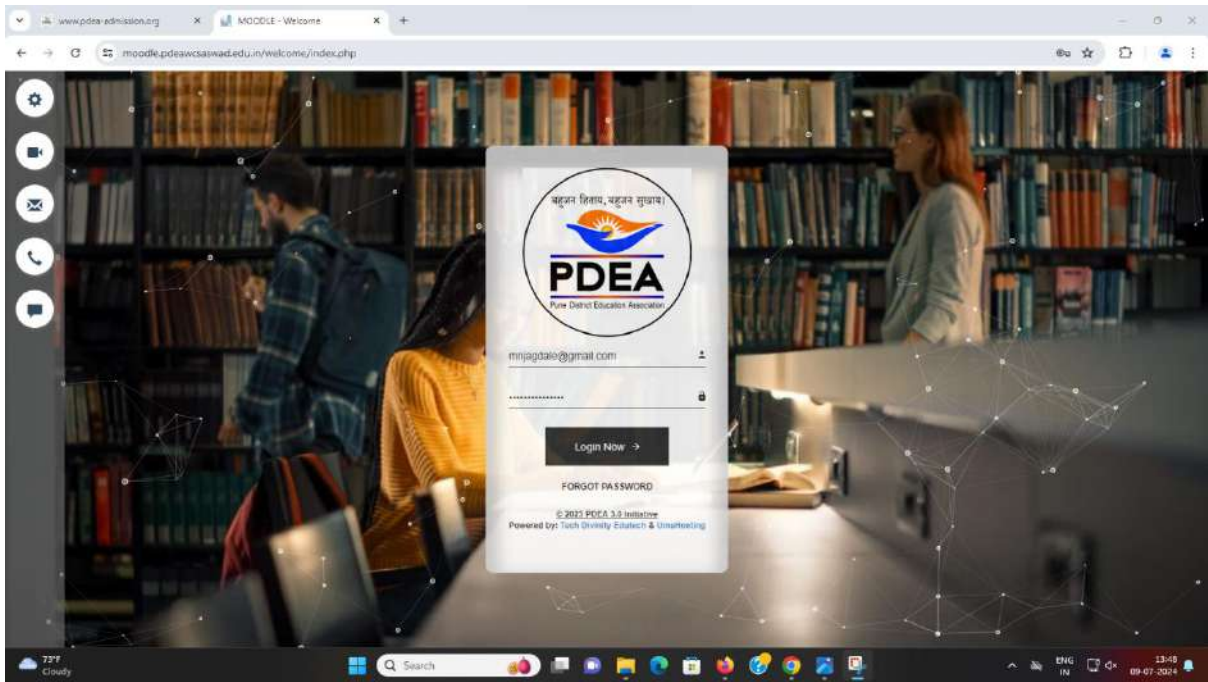 www.pdea-admission.org
MOODLE - Welcome
moodle.pdeawcsaswad.edu.in/welcome/index.php
बहुजन हिताय, बहुजन सुखाय।
PDEA
Pune District Education Association
mnjagdale@gmail.com
Login Now
FORGOT PASSWORD
© 2023 PDEA 3.0 Initiative
Powered by: Tech Divinity Edutech & UmaHosting
73°F
Cloudy
Search
ENG
IN
13:48
09-07-2024